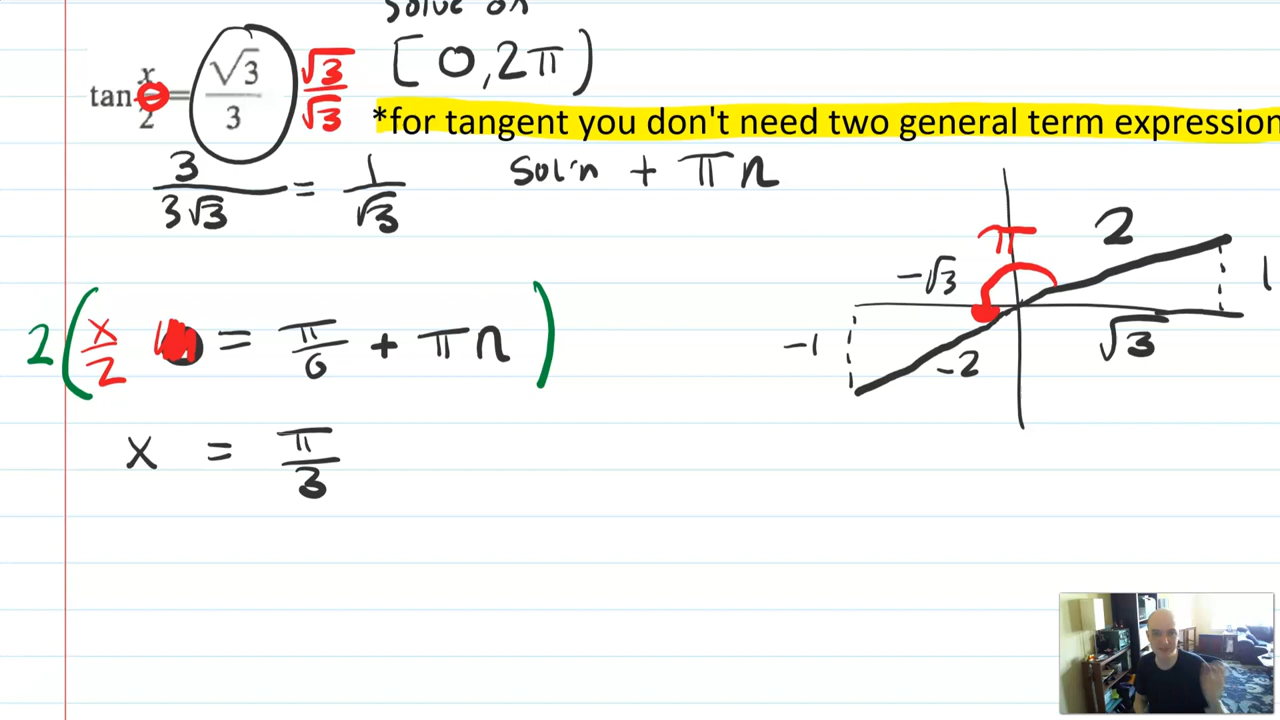 solve on
[0, 2π)
tan x/2 = √3/3 √3/√3
*for tangent you don't need two general term expression
3/3√3 = 1/√3
sol'n + πn
π
2
-√3
1
2( x/2 = π/6 + πn )
-1
-2
√3
x = π/3